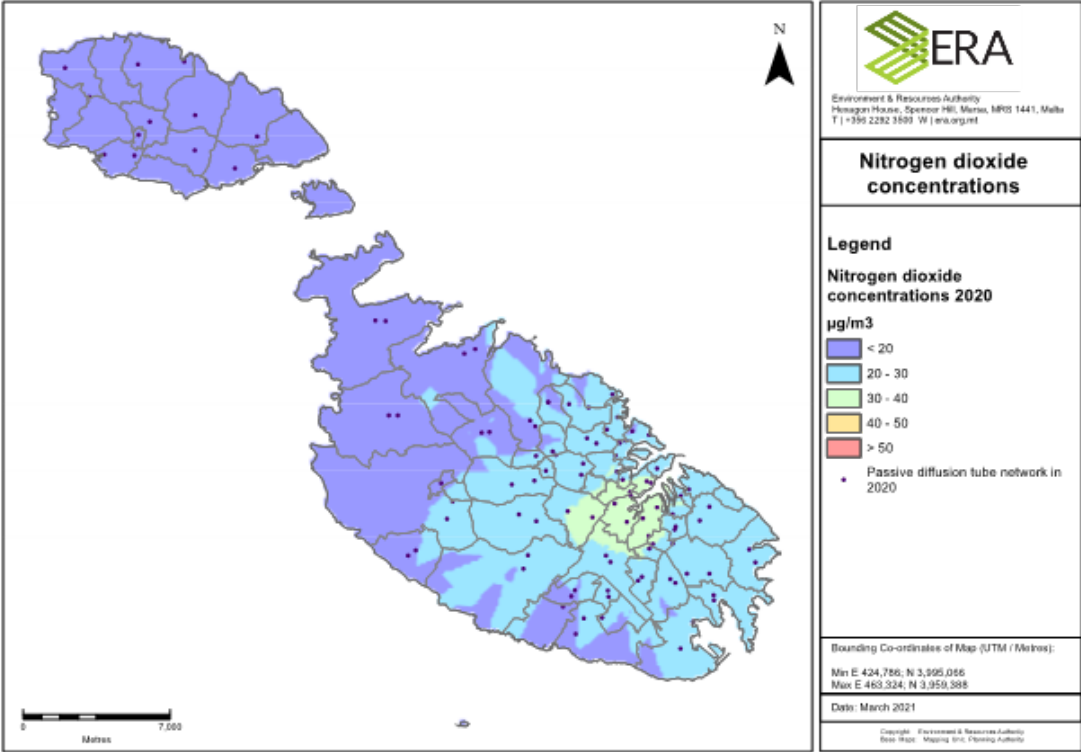 N
0
7,000
Metres
ERA
Environment & Resources Authority
Hexagon House, Spencer Hill, Marsa, MRS 1441, Malta
T | +356 2292 3500 W | era.org.mt
Nitrogen dioxide
concentrations
Legend
Nitrogen dioxide
concentrations 2020
µg/m3
< 20
20 - 30
30 - 40
40 - 50
> 50
Passive diffusion tube network in
2020
Bounding Co-ordinates of Map (UTM / Metres):
Min E 424,786; N 3,995,066
Max E 463,324; N 3,959,388
Date: March 2021
Copyright: Environment & Resources Authority
Base Maps: Mapping Unit, Planning Authority